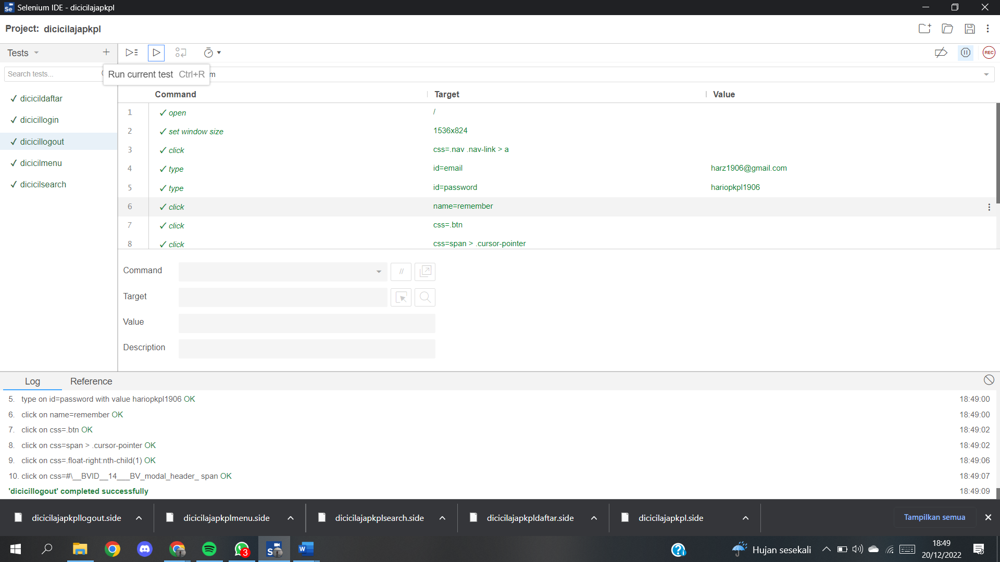 Selenium IDE - dicicilajapkpl
Project: dicicilajapkpl
Tests
Search tests...
Run current test Ctrl+R
m
dicicildaftar
dicicillogin
dicicillogout
dicicilmenu
dicicilsearch
REC
Command Target Value
1 ✓ open /
2 ✓ set window size 1536x824
3 ✓ click css=.nav .nav-link > a
4 ✓ type id=email harz1906@gmail.com
5 ✓ type id=password hariopkpl1906
6 ✓ click name=remember
7 ✓ click css=.btn
8 ✓ click css=span > .cursor-pointer
Command //
Target
Value
Description
Log Reference
5. type on id=password with value hariopkpl1906 OK 18:49:00
6. click on name=remember OK 18:49:00
7. click on css=.btn OK 18:49:02
8. click on css=span > .cursor-pointer OK 18:49:02
9. click on css=.float-right:nth-child(1) OK 18:49:06
10. click on css=#\__BVID__14___BV_modal_header_ span OK 18:49:07
'dicicillogout' completed successfully 18:49:09
dicicilajapkpllogout.side dicicilajapkplmenu.side dicicilajapkplsearch.side dicicilajapkpldaftar.side dicicilajapkpl.side Tampilkan semua
3
Hujan sesekali
18:49
20/12/2022